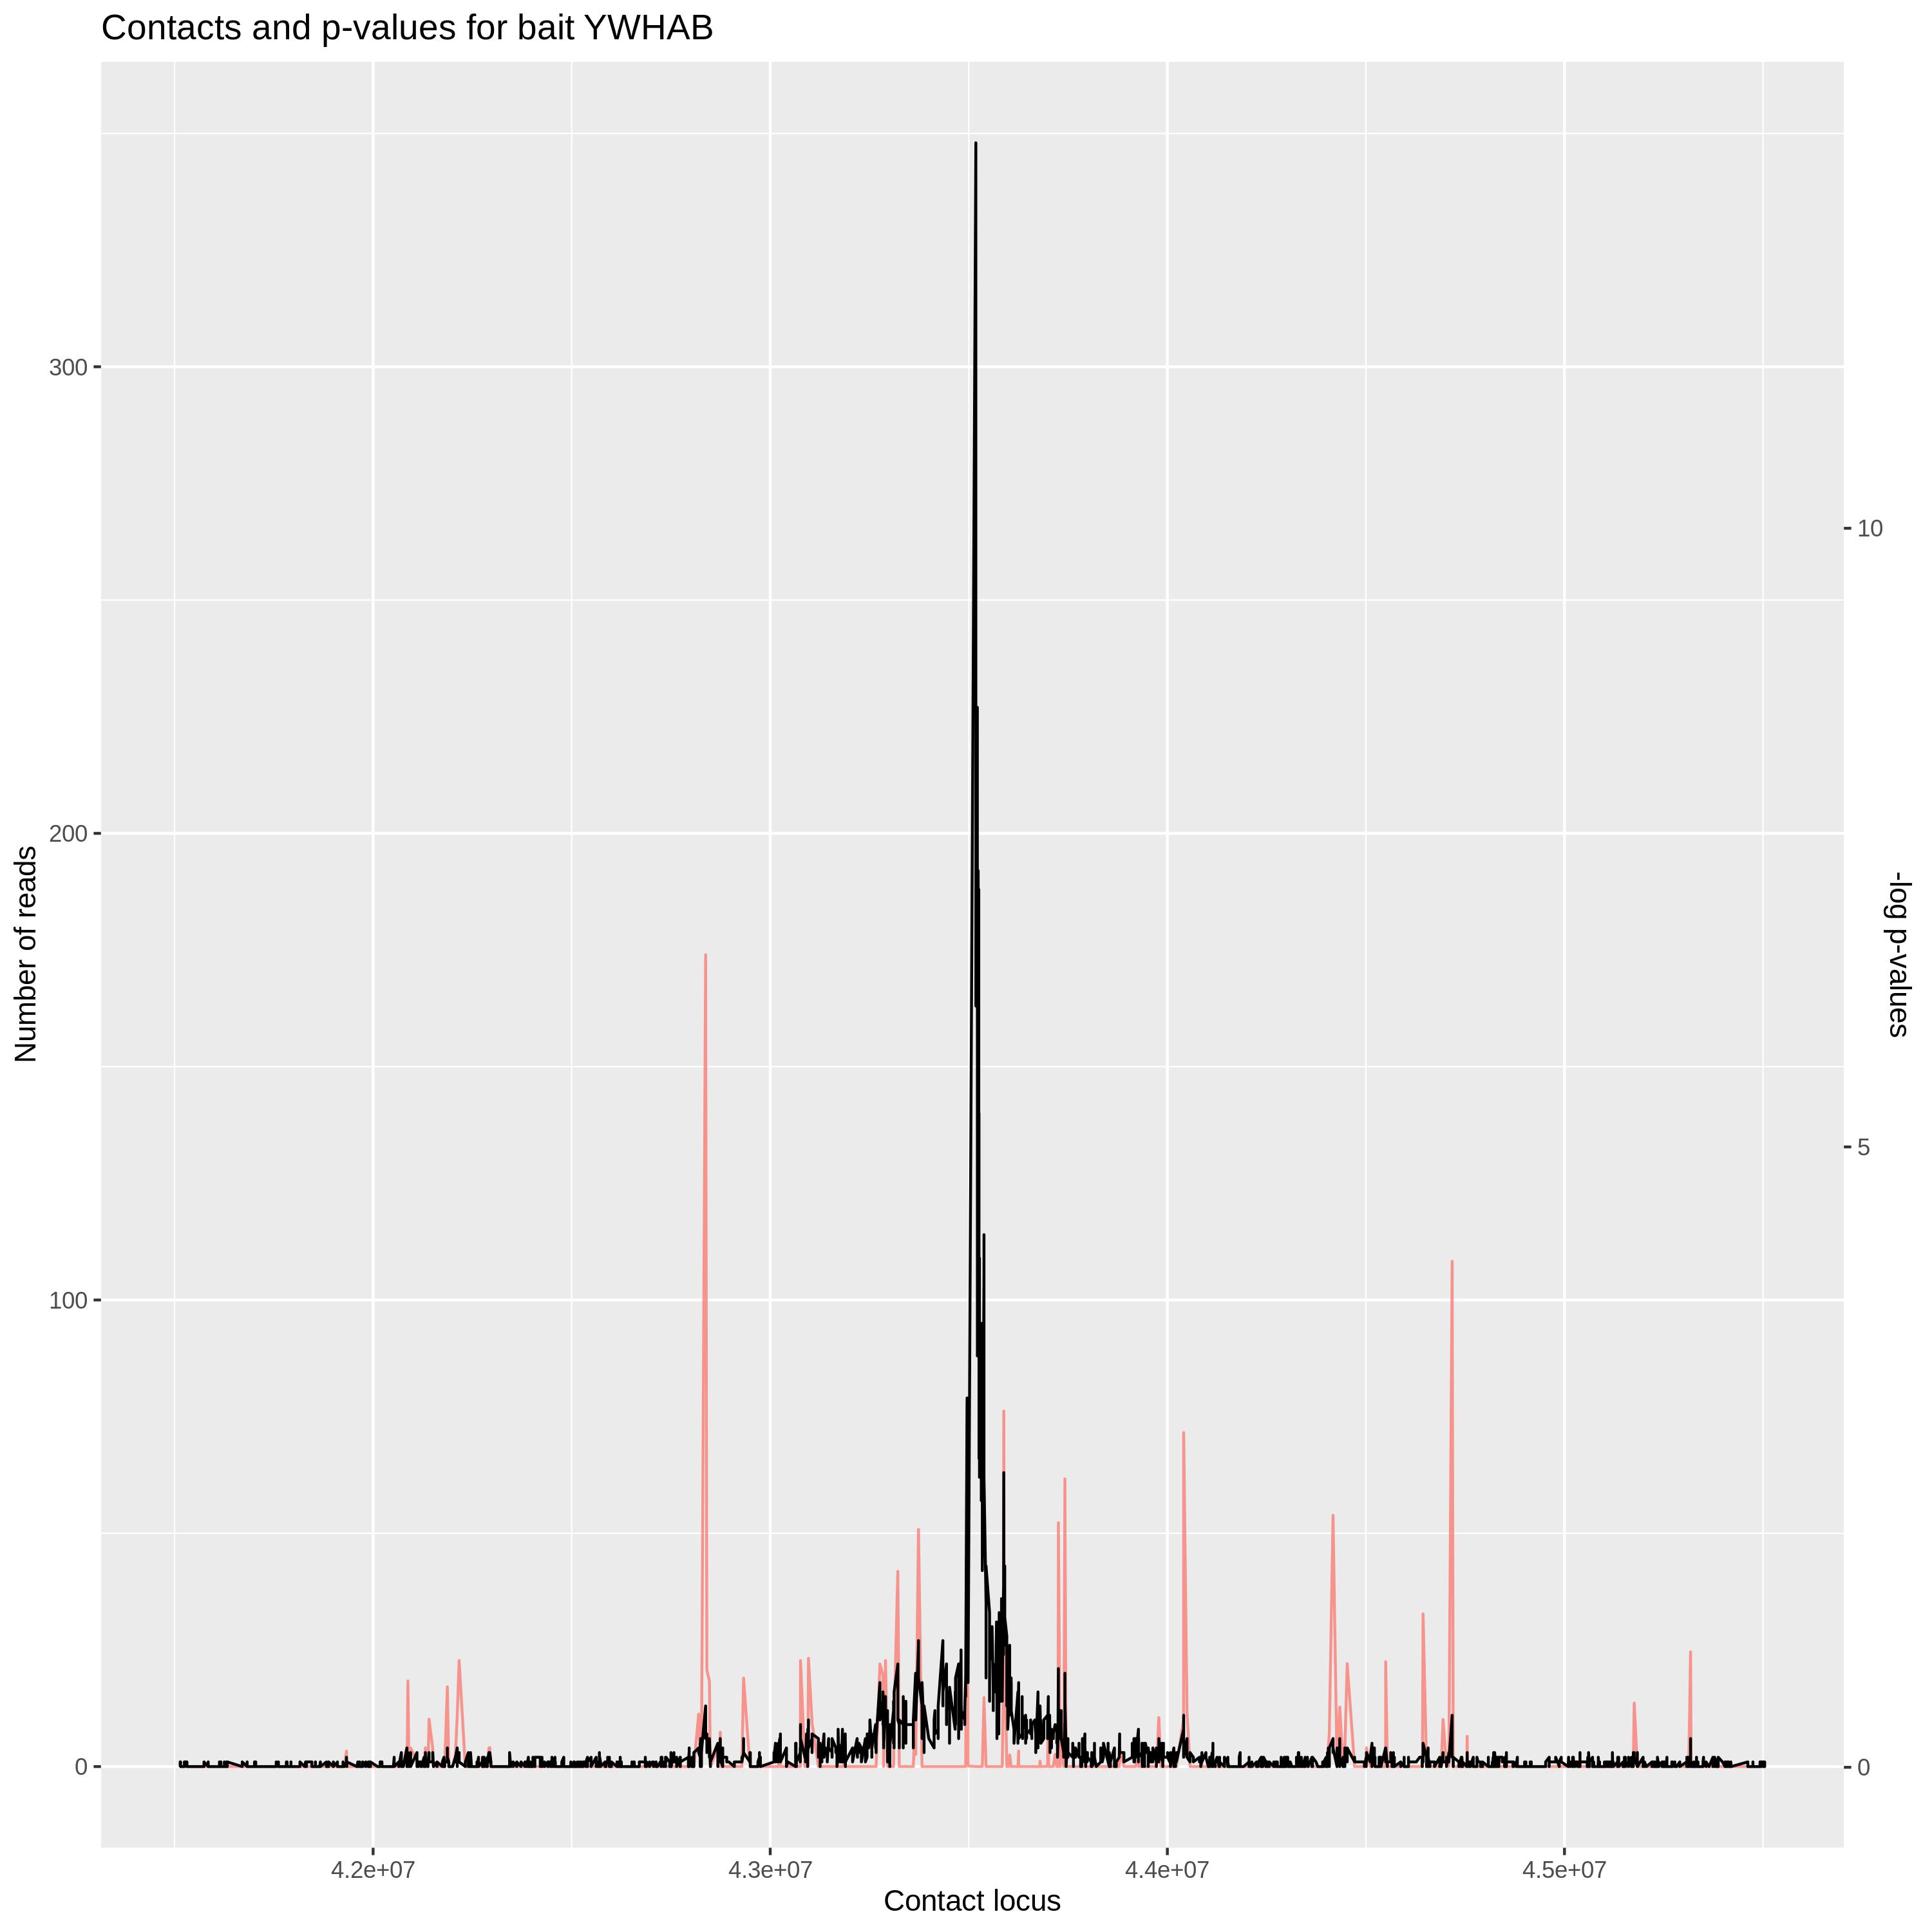 Contacts and p-values for bait YWHAB
Number of reads
300
200
100
0
10
5
0
-log p-values
4.2e+07
4.3e+07
4.4e+07
4.5e+07
Contact locus